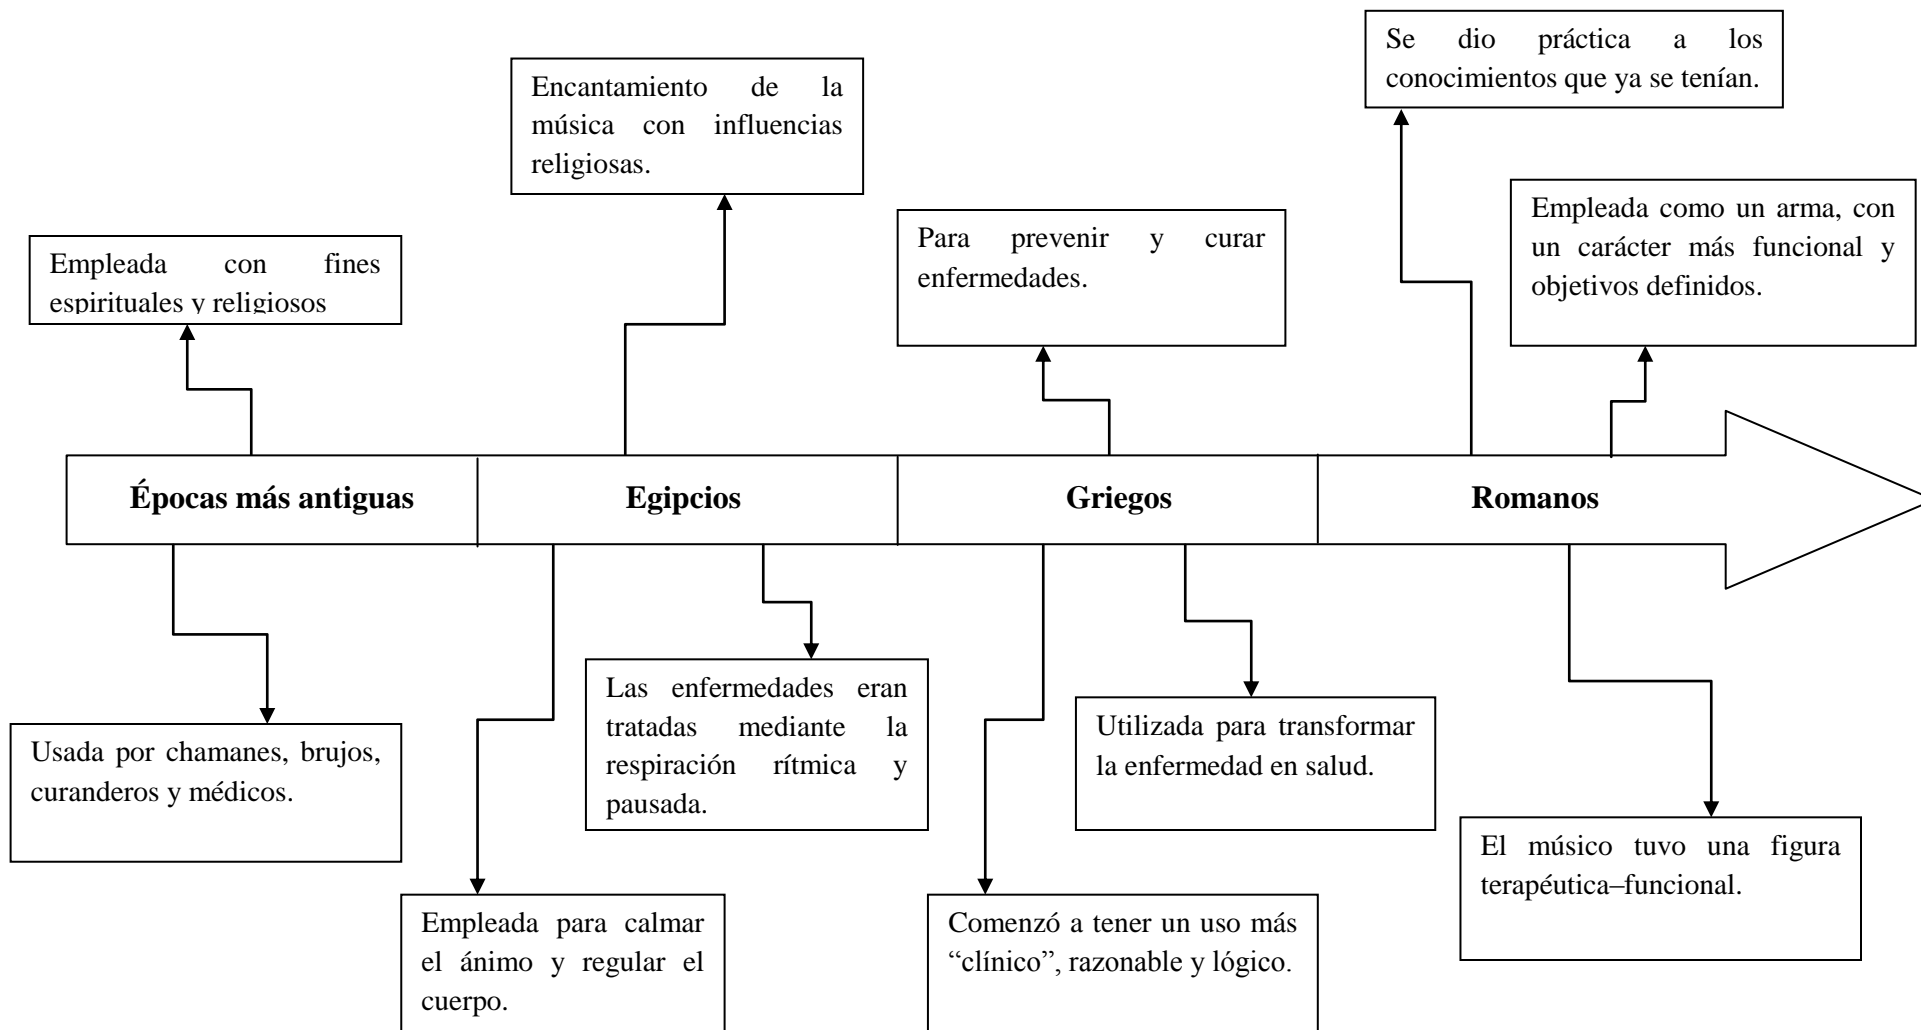 Se dio práctica a los
conocimientos que ya se tenían.
Encantamiento de la
música con influencias
religiosas.
Empleada como un arma, con
un carácter más funcional y
objetivos definidos.
Para prevenir y curar
enfermedades.
Empleada con fines
espirituales y religiosos
Épocas más antiguas
Egipcios
Griegos
Romanos
Las enfermedades eran
tratadas mediante la
respiración rítmica y
pausada.
Utilizada para transformar
la enfermedad en salud.
Usada por chamanes, brujos,
curanderos y médicos.
El músico tuvo una figura
terapéutica–funcional.
Empleada para calmar
el ánimo y regular el
cuerpo.
Comenzó a tener un uso más
“clínico”, razonable y lógico.